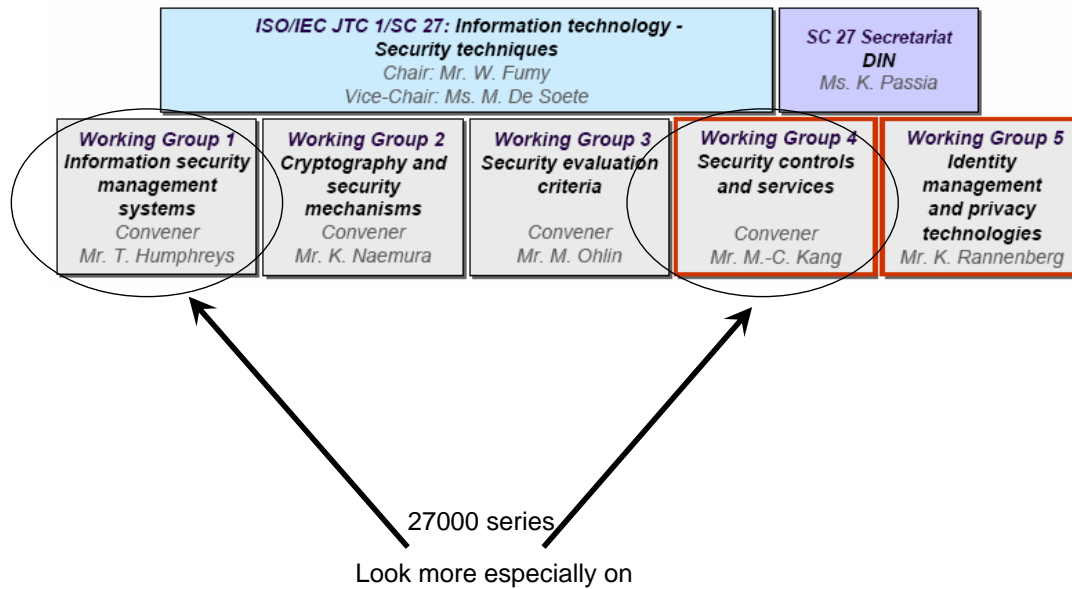 ISO/IEC JTC 1/SC 27: Information technology -
Security techniques
Chair: Mr. W. Fumy
Vice-Chair: Ms. M. De Soete
SC 27 Secretariat
DIN
Ms. K. Passia
Working Group 1
Information security
management
systems
Convener
Mr. T. Humphreys
Working Group 2
Cryptography and
security
mechanisms
Convener
Mr. K. Naemura
Working Group 3
Security evaluation
criteria
Convener
Mr. M. Ohlin
Working Group 4
Security controls
and services
Convener
Mr. M.-C. Kang
Working Group 5
Identity
management
and privacy
technologies
Mr. K. Rannenberg
27000 series
Look more especially on